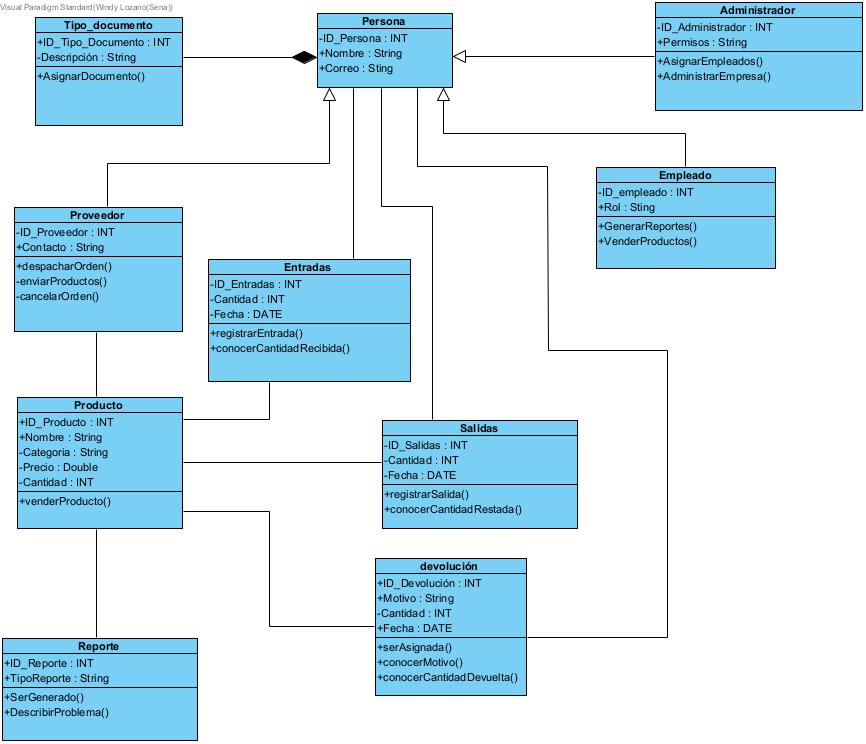 Visual Paradigm Standard(Windy Lozano(Sena))
Tipo_documento
+ID_Tipo_Documento : INT
-Descripción : String
+AsignarDocumento()
Persona
-ID_Persona : INT
+Nombre : String
+Correo : Sting
Administrador
-ID_Administrador : INT
+Permisos : String
+AsignarEmpleados()
+AdministrarEmpresa()
Empleado
-ID_empleado : INT
+Rol : Sting
+GenerarReportes()
+VenderProductos()
Proveedor
-ID_Proveedor : INT
+Contacto : String
+despacharOrden()
-enviarProductos()
-cancelarOrden()
Entradas
-ID_Entradas : INT
-Cantidad : INT
-Fecha : DATE
+registrarEntrada()
+conocerCantidadRecibida()
Producto
+ID_Producto : INT
+Nombre : String
-Categoria : String
-Precio : Double
-Cantidad : INT
+venderProducto()
Salidas
-ID_Salidas : INT
-Cantidad : INT
-Fecha : DATE
+registrarSalida()
+conocerCantidadRestada()
devolución
+ID_Devolución : INT
+Motivo : String
-Cantidad : INT
+Fecha : DATE
+serAsignada()
+conocerMotivo()
+conocerCantidadDevuelta()
Reporte
+ID_Reporte : INT
+TipoReporte : String
+SerGenerado()
+DescribirProblema()